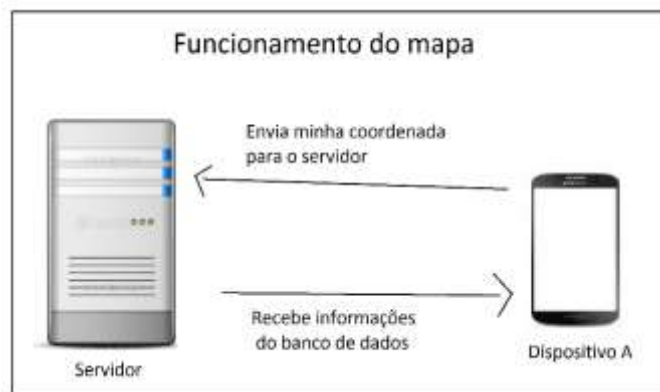 Funcionamento do mapa
Envia minha coordenada
para o servidor
Recebe informações
do banco de dados
Servidor
Dispositivo A